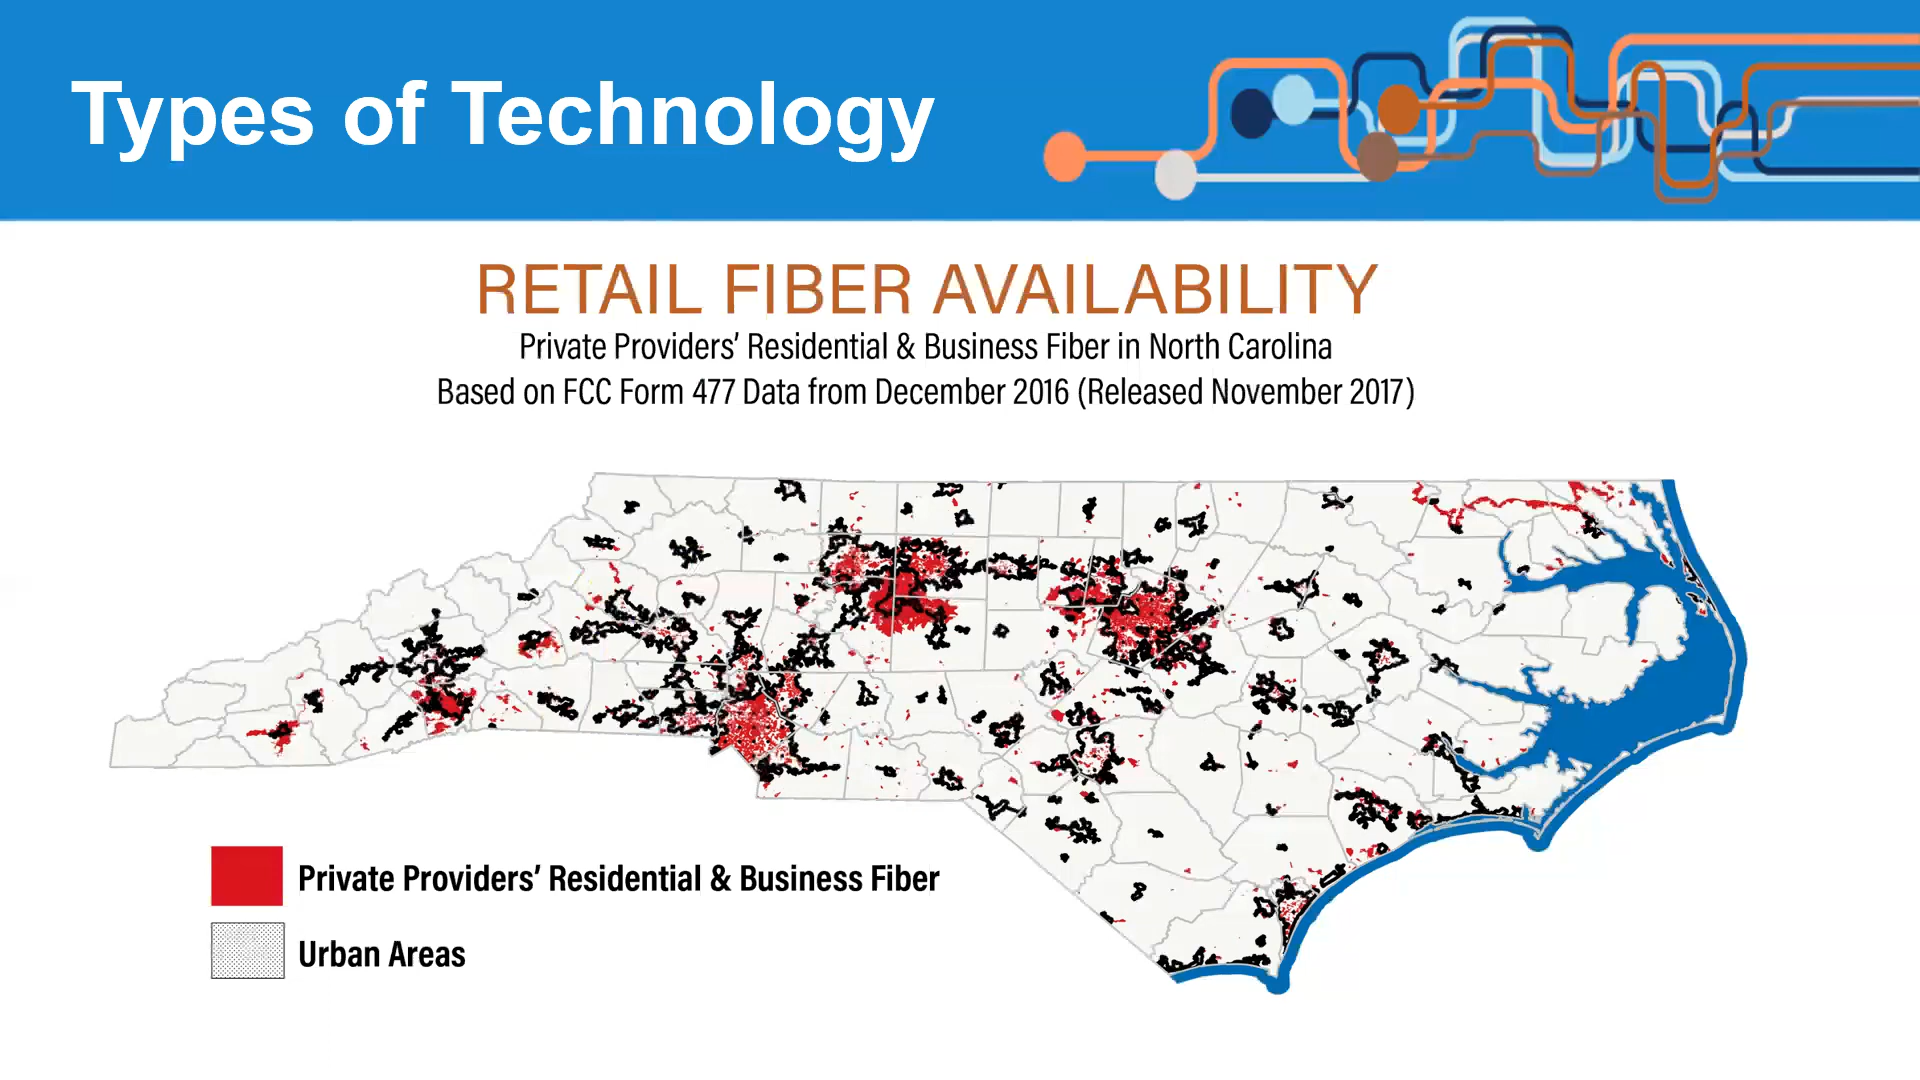 Types of Technology
RETAIL FIBER AVAILABILITY
Private Providers’ Residential & Business Fiber in North Carolina
Based on FCC Form 477 Data from December 2016 (Released November 2017)
Private Providers’ Residential & Business Fiber
Urban Areas